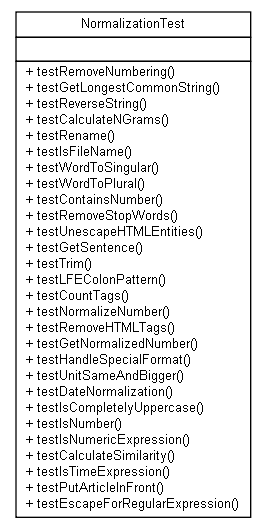 NormalizationTest
+ testRemoveNumbering()
+ testGetLongestCommonString()
+ testReverseString()
+ testCalculateNGrams()
+ testRename()
+ testIsFileName()
+ testWordToSingular()
+ testWordToPlural()
+ testContainsNumber()
+ testRemoveStopWords()
+ testUnescapeHTMLEntities()
+ testGetSentence()
+ testTrim()
+ testLFEColonPattern()
+ testCountTags()
+ testNormalizeNumber()
+ testRemoveHTMLTags()
+ testGetNormalizedNumber()
+ testHandleSpecialFormat()
+ testUnitSameAndBigger()
+ testDateNormalization()
+ testIsCompletelyUppercase()
+ testIsNumber()
+ testIsNumericExpression()
+ testCalculateSimilarity()
+ testIsTimeExpression()
+ testPutArticleInFront()
+ testEscapeForRegularExpression()